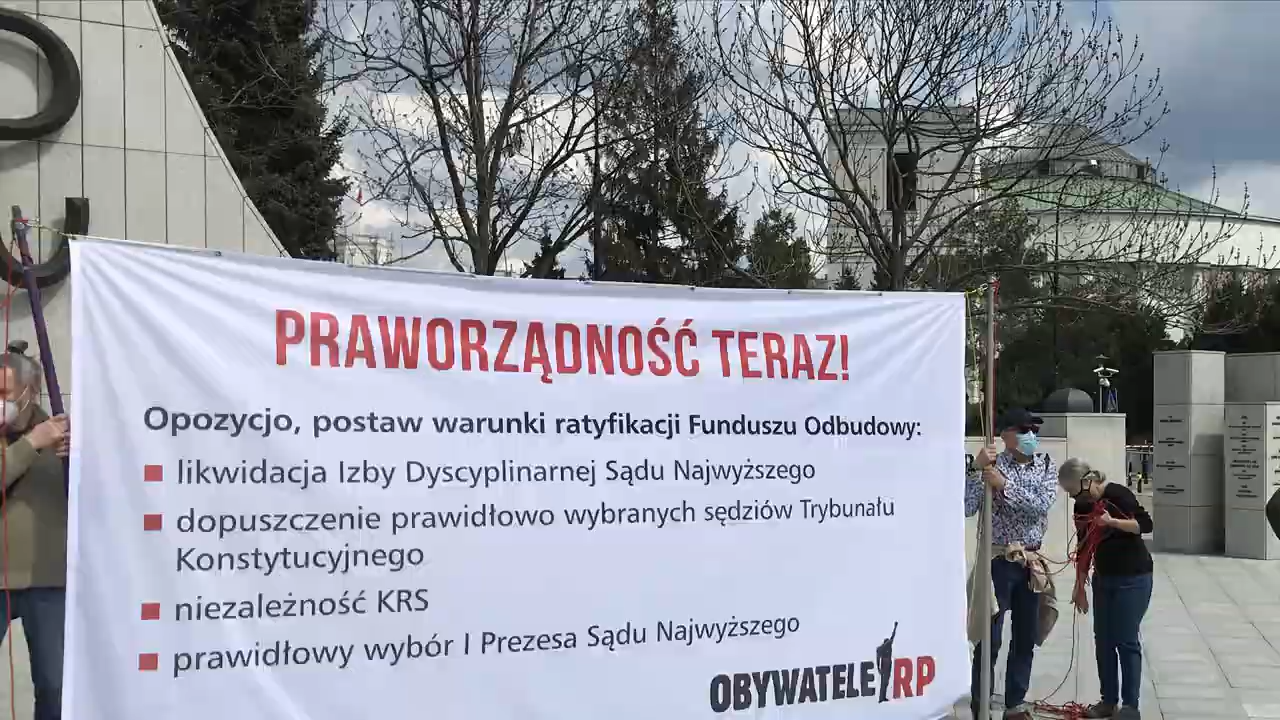 PRAWORZĄDNOŚĆ TERAZ!
Opozycjo, postaw warunki ratyfikacji Funduszu Odbudowy:
likwidacja Izby Dyscyplinarnej Sądu Najwyższego
dopuszczenie prawidłowo wybranych sędziów Trybunału
Konstytucyjnego
niezależność KRS
prawidłowy wybór I Prezesa Sądu Najwyższego
OBYWATELE RP